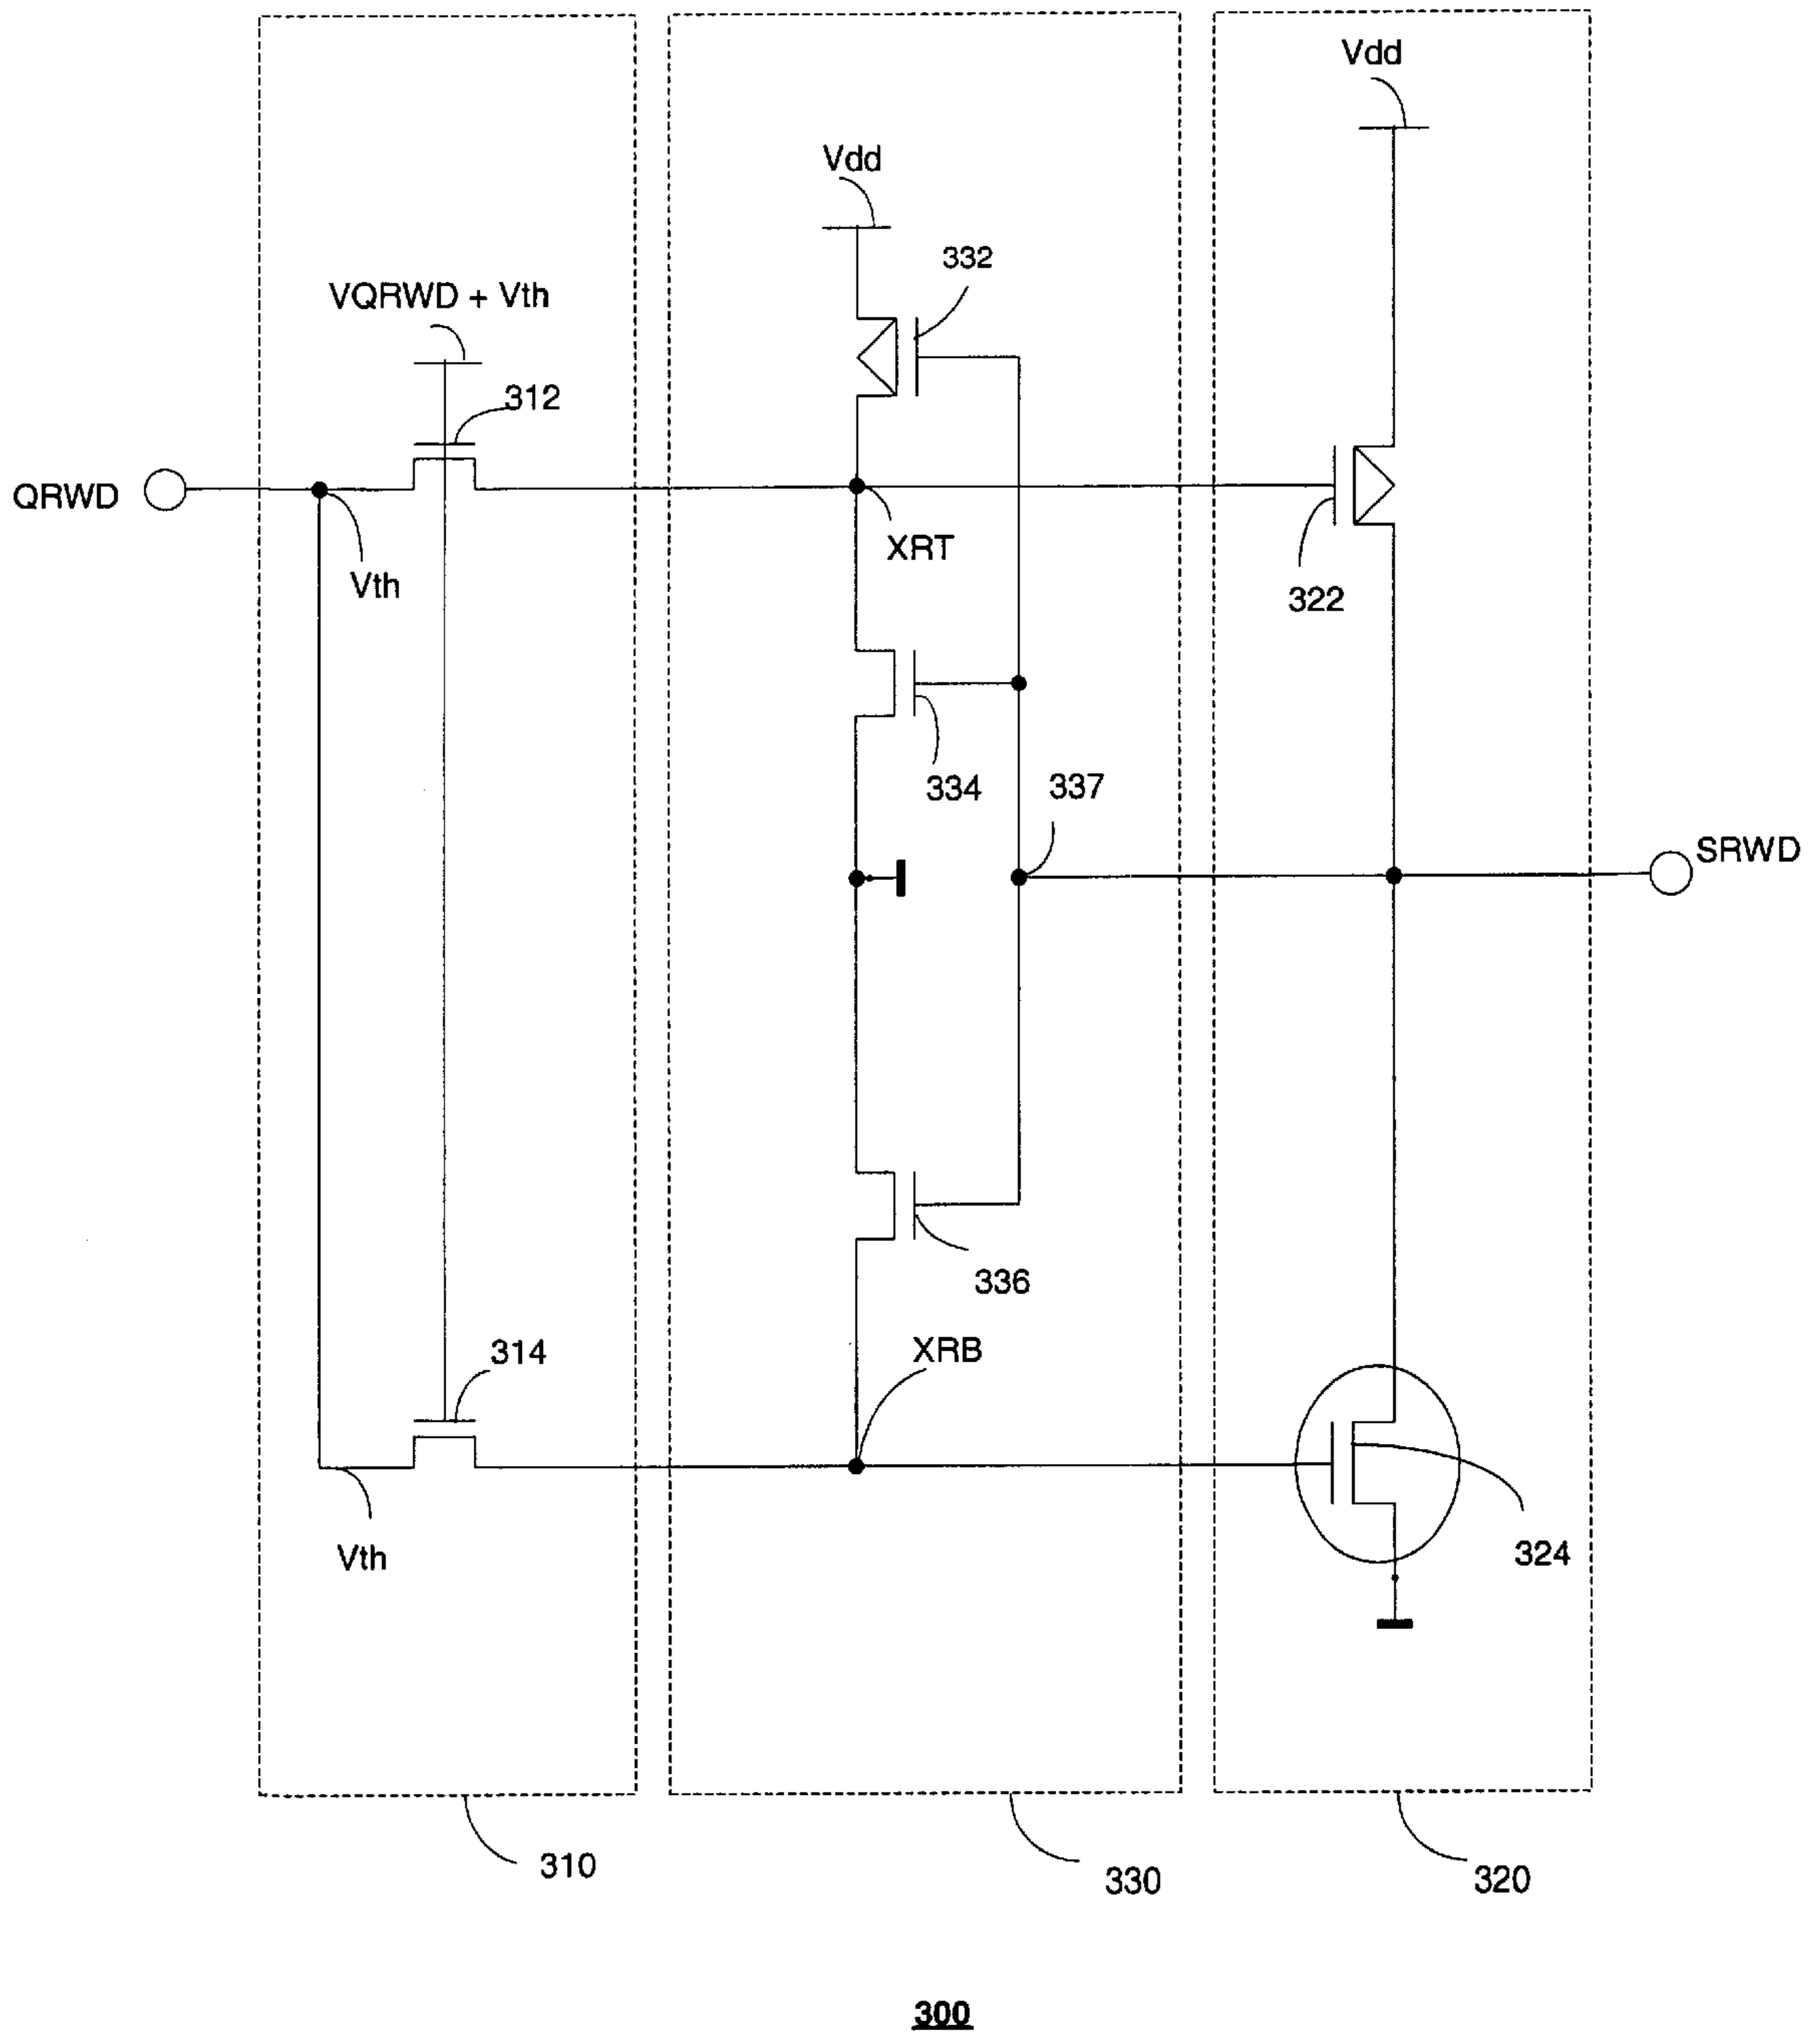 Vdd
Vdd
332
VQRWD + Vth
312
QRWD
XRT
Vth
322
334
337
SRWD
336
314
XRB
Vth
324
310
330
320
300